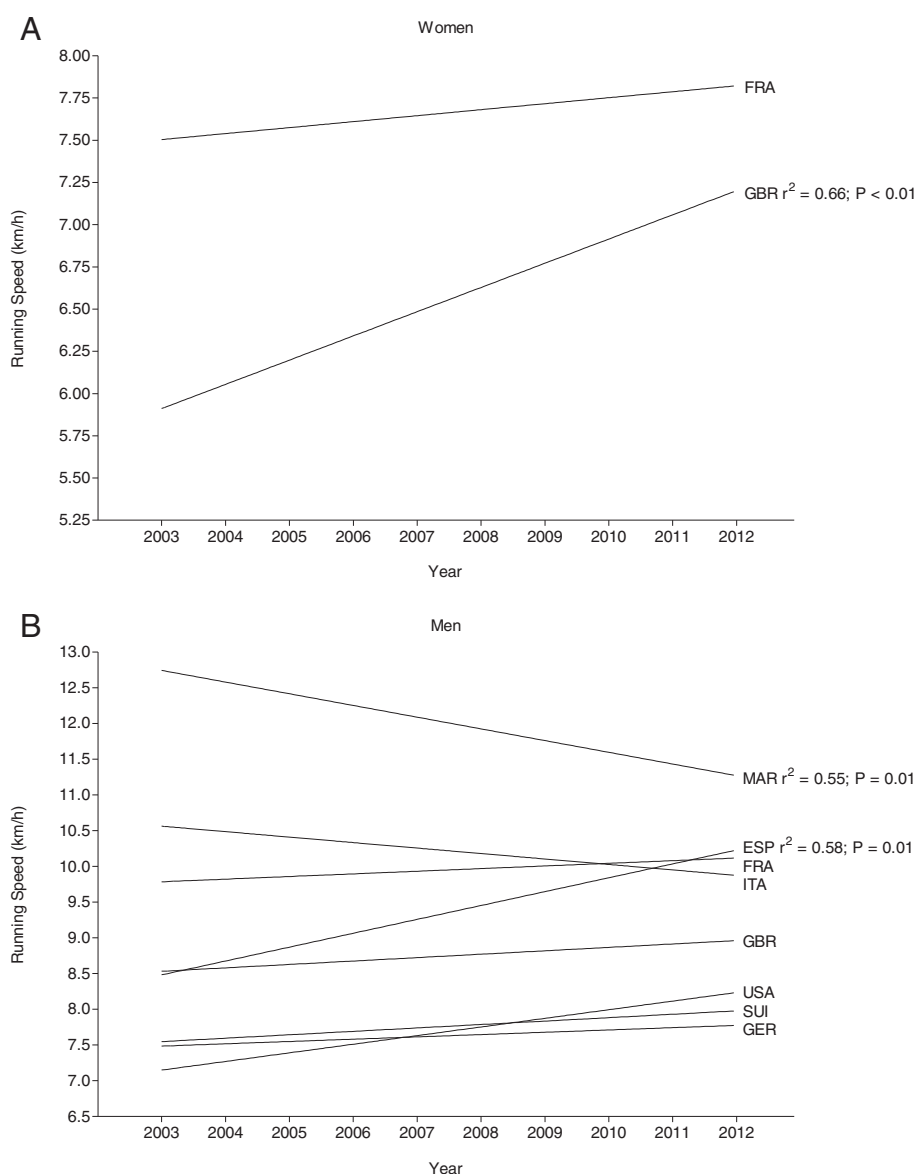 A
Women
Running Speed (km/h)
8.00
7.75
7.50
7.25
7.00
6.75
6.50
6.25
6.00
5.75
5.50
5.25
FRA
GBR r² = 0.66; P < 0.01
2003 2004 2005 2006 2007 2008 2009 2010 2011 2012
Year
B
Men
Running Speed (km/h)
13.0
12.5
12.0
11.5
11.0
10.5
10.0
9.5
9.0
8.5
8.0
7.5
7.0
6.5
MAR r² = 0.55; P = 0.01
ESP r² = 0.58; P = 0.01
FRA
ITA
GBR
USA
SUI
GER
2003 2004 2005 2006 2007 2008 2009 2010 2011 2012
Year